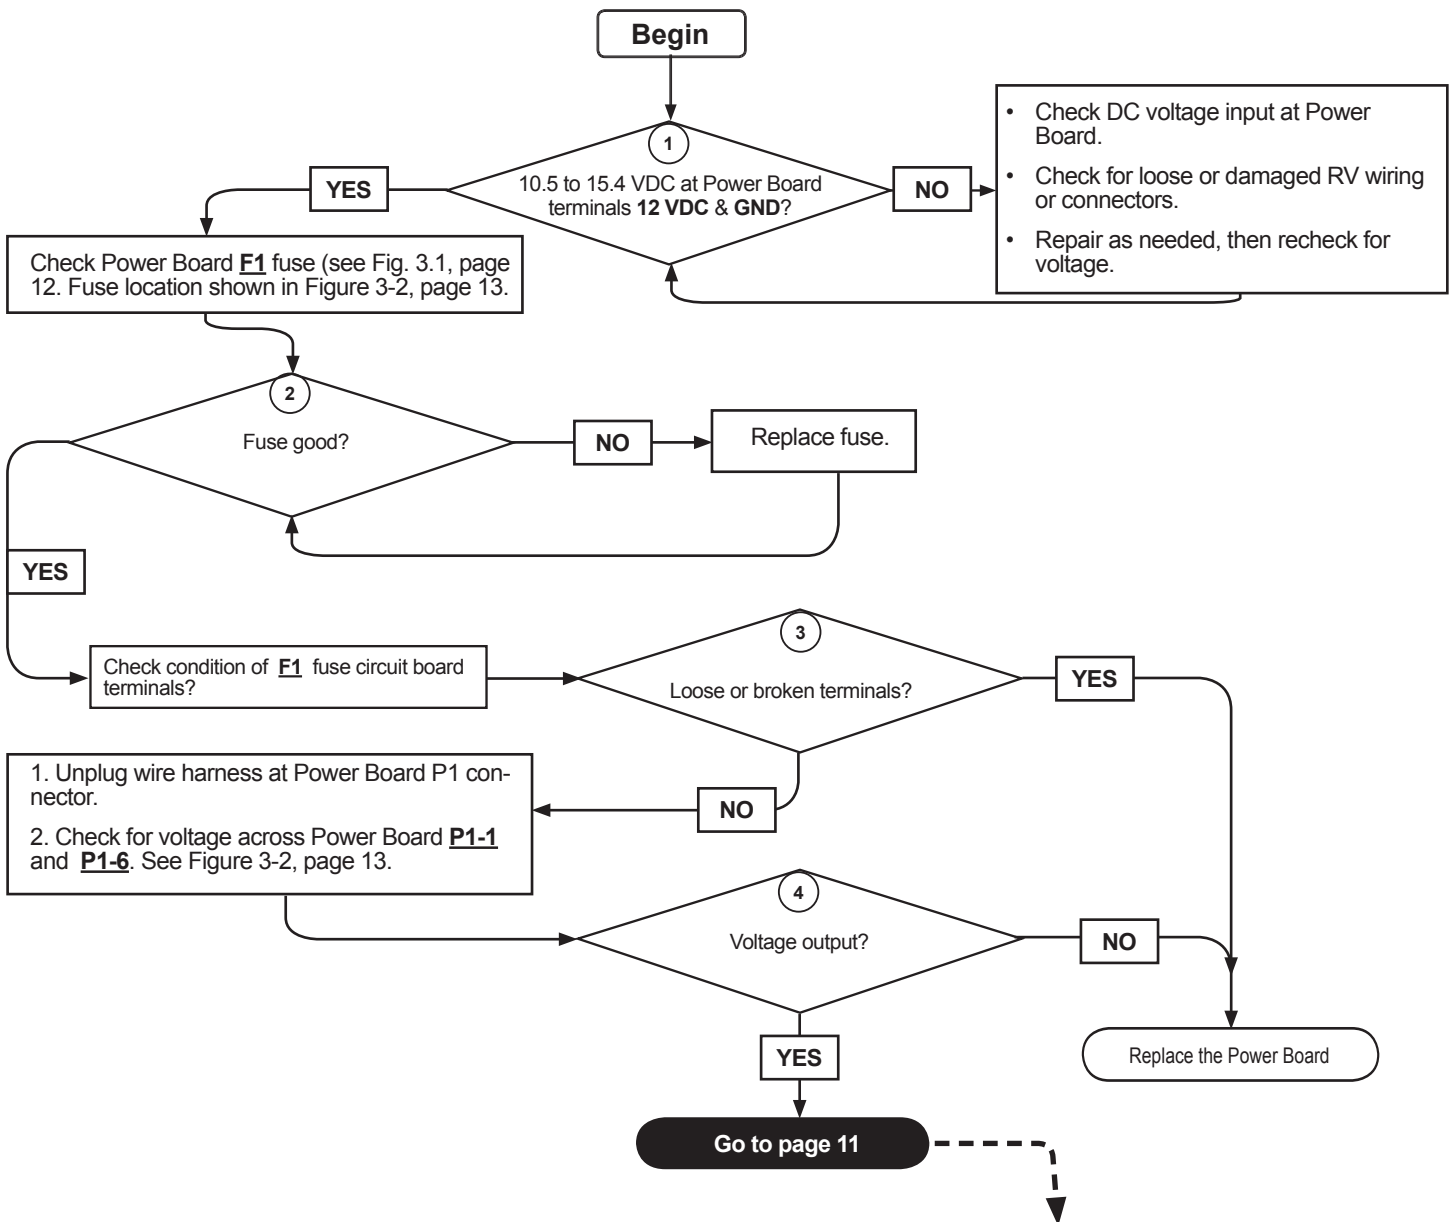 Begin
1
10.5 to 15.4 VDC at Power Board
terminals 12 VDC & GND?
YES
NO
• Check DC voltage input at Power
Board.
• Check for loose or damaged RV wiring
or connectors.
• Repair as needed, then recheck for
voltage.
Check Power Board F1 fuse (see Fig. 3.1, page
12. Fuse location shown in Figure 3-2, page 13.
2
Fuse good?
NO
Replace fuse.
YES
Check condition of F1 fuse circuit board
terminals?
3
Loose or broken terminals?
YES
NO
1. Unplug wire harness at Power Board P1 con-
nector.
2. Check for voltage across Power Board P1-1
and P1-6. See Figure 3-2, page 13.
4
Voltage output?
NO
YES
Replace the Power Board
Go to page 11